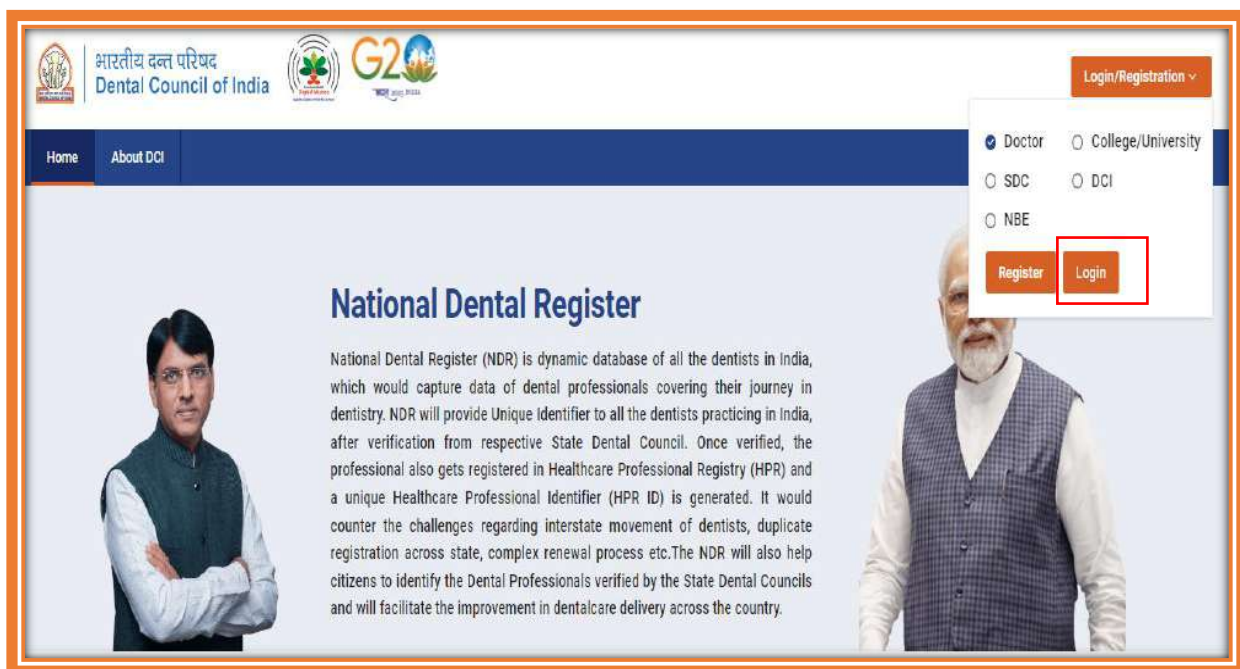 भारतीय दन्त परिषद
Dental Council of India
G20
Login/Registration
Home
About DCI
Doctor
College/University
SDC
DCI
NBE
Register
Login
National Dental Register
National Dental Register (NDR) is dynamic database of all the dentists in India,
which would capture data of dental professionals covering their journey in
dentistry. NDR will provide Unique Identifier to all the dentists practicing in India,
after verification from respective State Dental Council. Once verified, the
professional also gets registered in Healthcare Professional Registry (HPR) and
a unique Healthcare Professional Identifier (HPR ID) is generated. It would
counter the challenges regarding interstate movement of dentists, duplicate
registration across state, complex renewal process etc.The NDR will also help
citizens to identify the Dental Professionals verified by the State Dental Councils
and will facilitate the improvement in dentalcare delivery across the country.